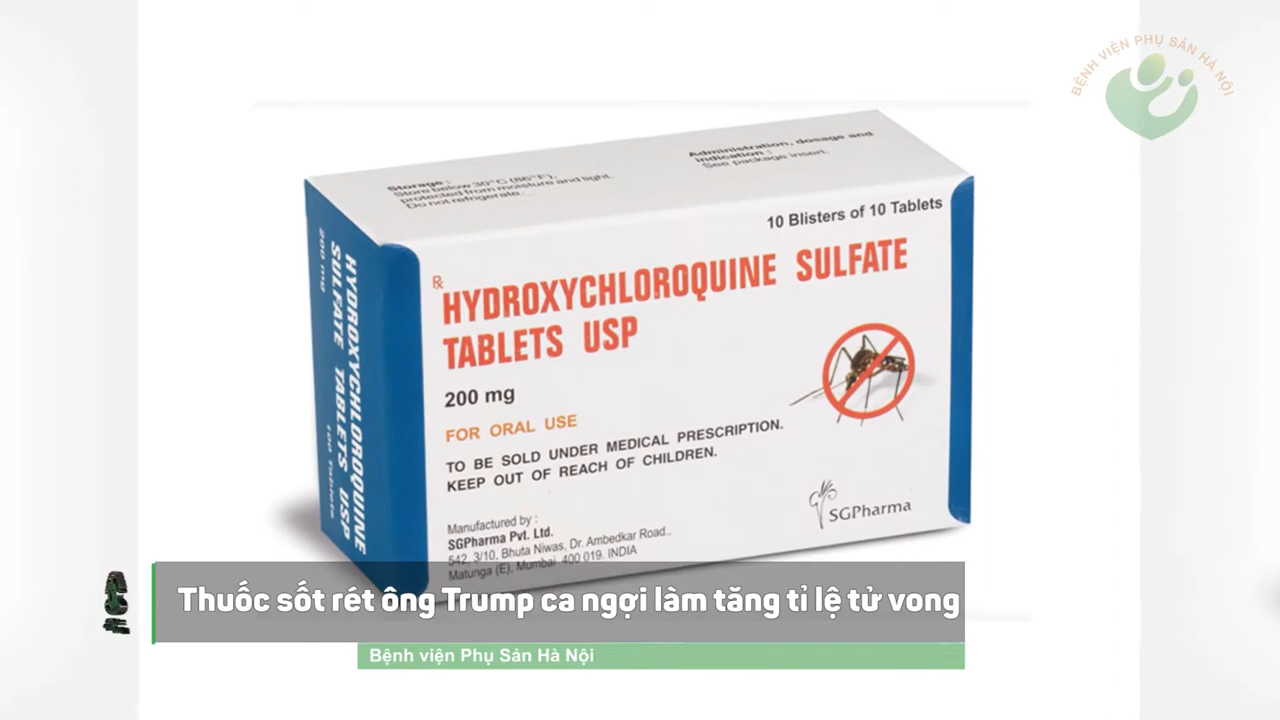 BỆNH VIỆN PHỤ SẢN HÀ NỘI
Storage :
Store below 30°C (86°F),
protected from moisture and light.
Do not refrigerate.
Administration, dosage and
indication :
See package insert.
10 Blisters of 10 Tablets
Rx
HYDROXYCHLOROQUINE SULFATE
TABLETS USP
200 mg
FOR ORAL USE
TO BE SOLD UNDER MEDICAL PRESCRIPTION.
KEEP OUT OF REACH OF CHILDREN.
Manufactured by :
SGPharma Pvt. Ltd.
542, 3/10, Bhuta Niwas, Dr. Ambedkar Road.,
Matunga (E), Mumbai 400 019. INDIA
SGPharma
HYDROXYCHLOROQUINE
SULFATE TABLETS USP
200 mg
100 Tablets
Thuốc sốt rét ông Trump ca ngợi làm tăng tỉ lệ tử vong
Bệnh viện Phụ Sản Hà Nội